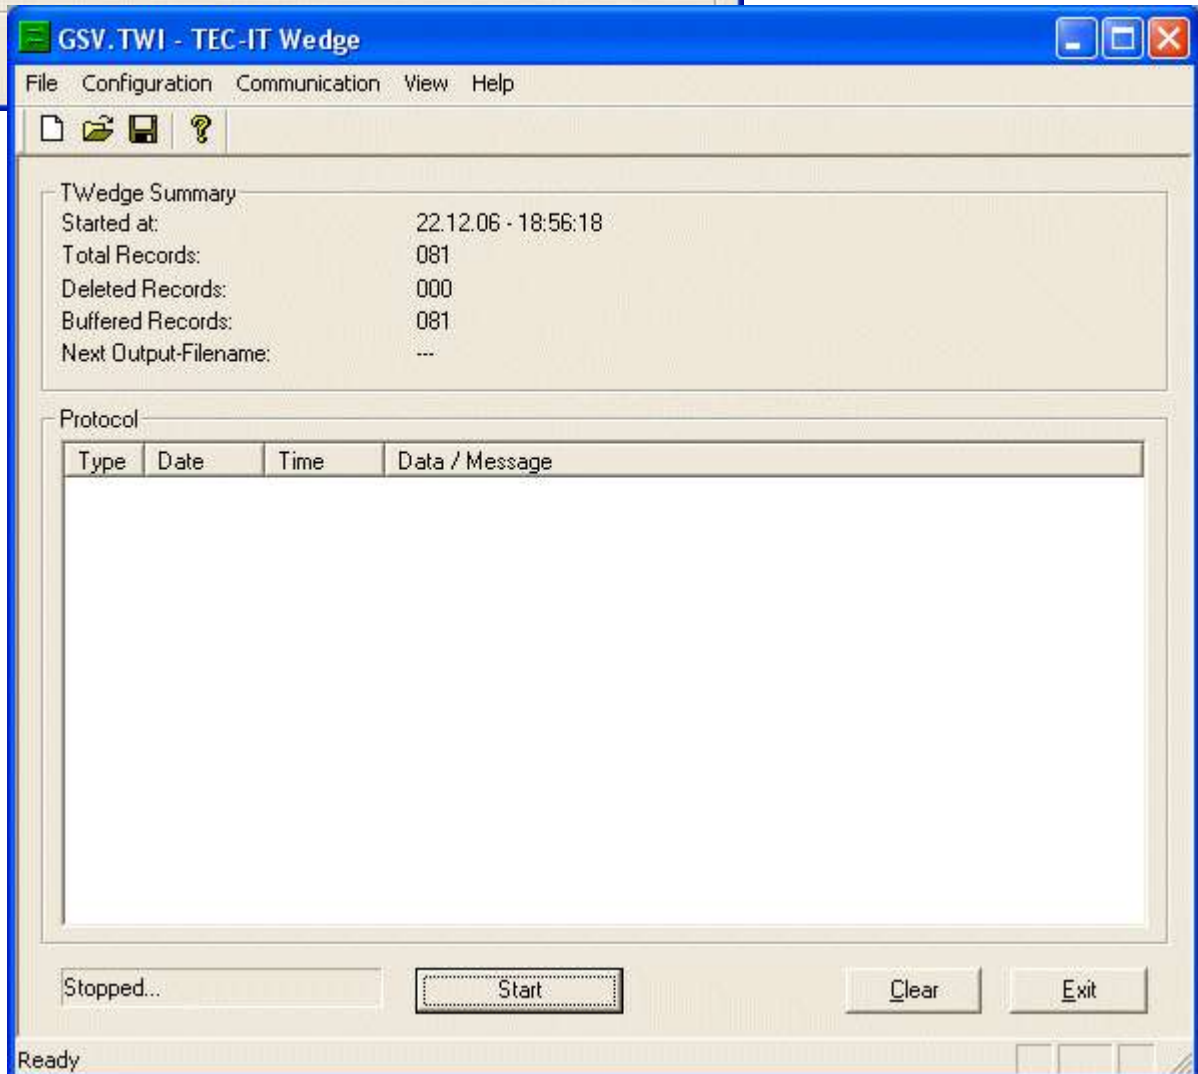 GSV.TWI - TEC-IT Wedge
File Configuration Communication View Help
TWedge Summary
Started at: 22.12.06 - 18:56:18
Total Records: 081
Deleted Records: 000
Buffered Records: 081
Next Output-Filename: ---
Protocol
Type Date Time Data / Message
Stopped... Start Clear Exit
Ready